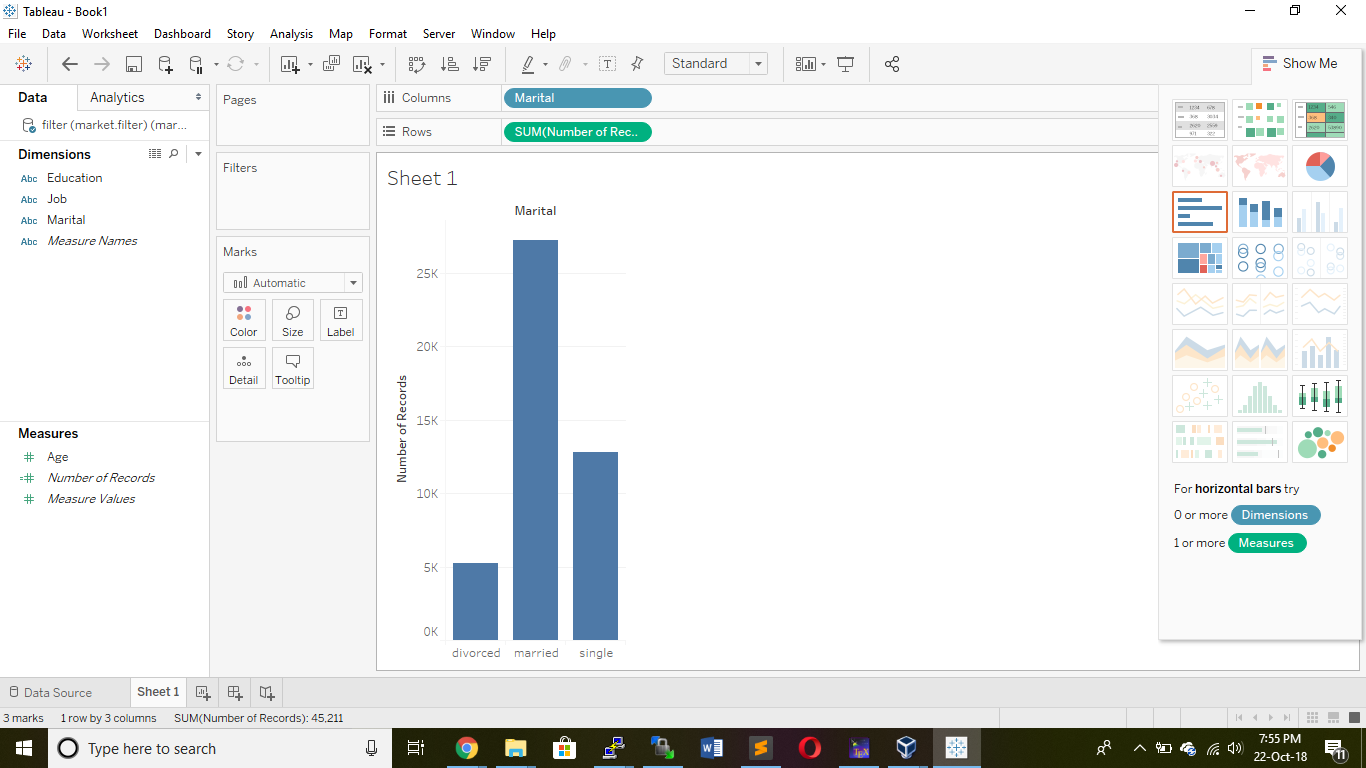 Tableau - Book1
File Data Worksheet Dashboard Story Analysis Map Format Server Window Help
Standard
Show Me
Data Analytics
filter (market.filter) (mar...
Dimensions
Abc Education
Abc Job
Abc Marital
Abc Measure Names
Measures
Age
Number of Records
Measure Values
Pages
Filters
Marks
Automatic
Color Size Label
Detail Tooltip
Columns Marital
Rows SUM(Number of Rec..
Sheet 1
Marital
Number of Records
25K
20K
15K
10K
5K
0K
divorced married single
For horizontal bars try
0 or more Dimensions
1 or more Measures
Data Source Sheet 1
3 marks 1 row by 3 columns SUM(Number of Records): 45,211
Type here to search
7:55 PM
22-Oct-18
11